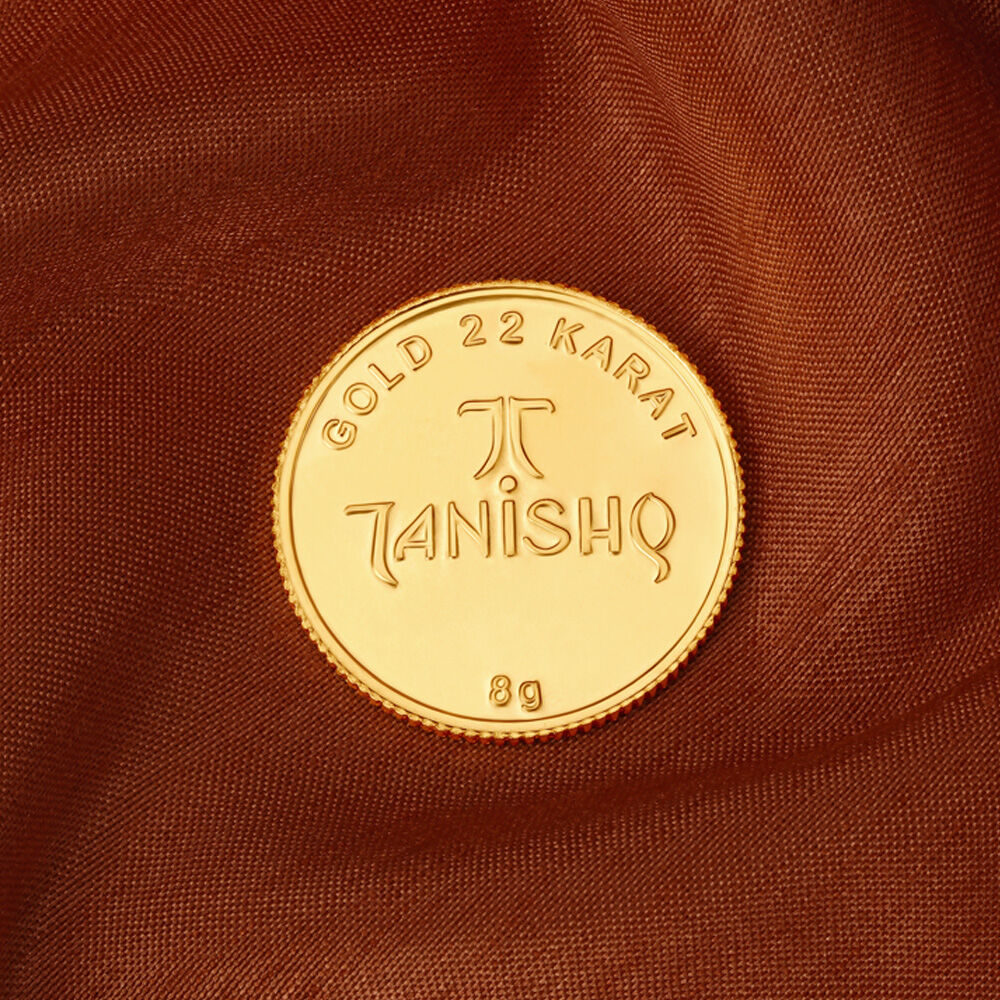 GOLD 22 KARAT
TANiSHQ
8g